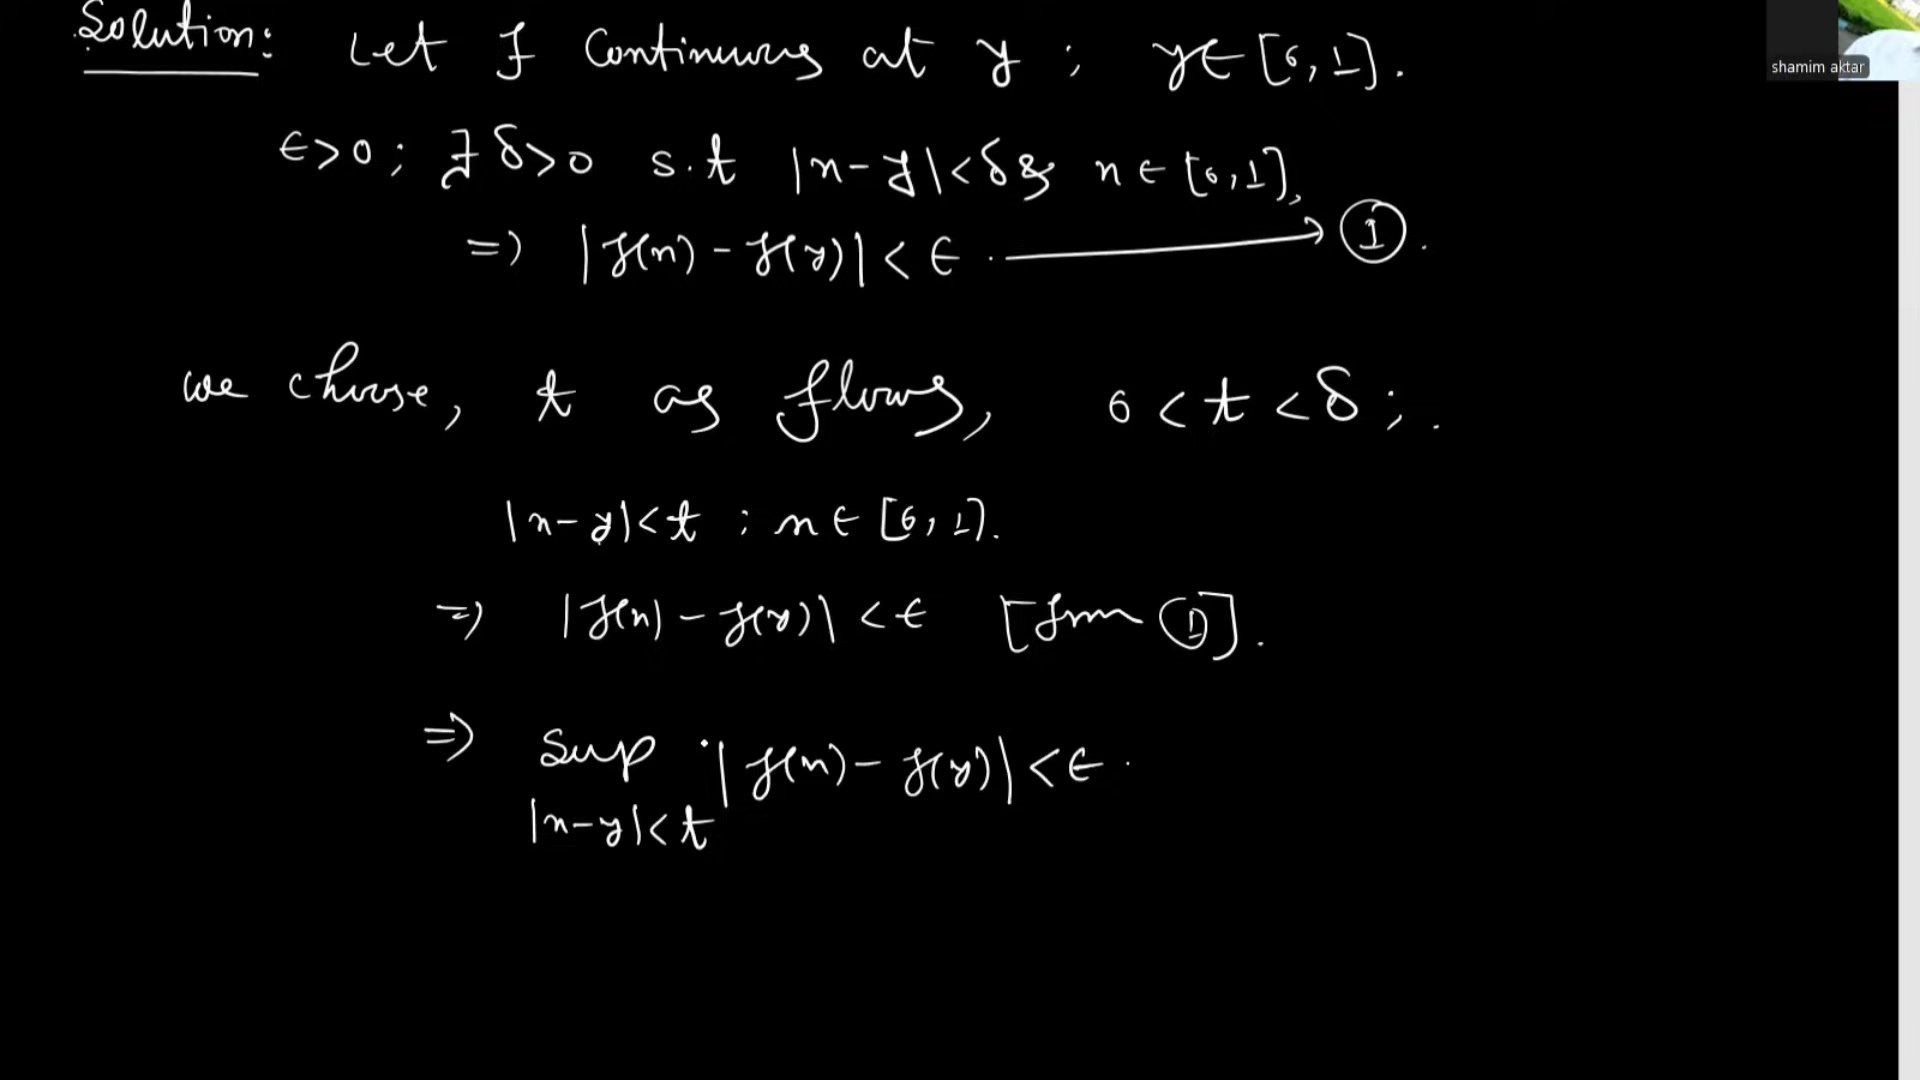 Solution: Let f Continuous at y ; y ∈ [0, 1].
shamim aktar
ϵ > 0 ; ∃ δ > 0 s.t |x - y| < δ & x ∈ [0, 1],
=> |f(x) - f(y)| < ϵ . ⟶ ①.
we choose, t as flows, 0 < t < δ ; .
|x - y| < t ; x ∈ [0, 1].
=> |f(x) - f(y)| < ϵ [from ①].
=> Sup |f(x) - f(y)| < ϵ .
|x - y| < t